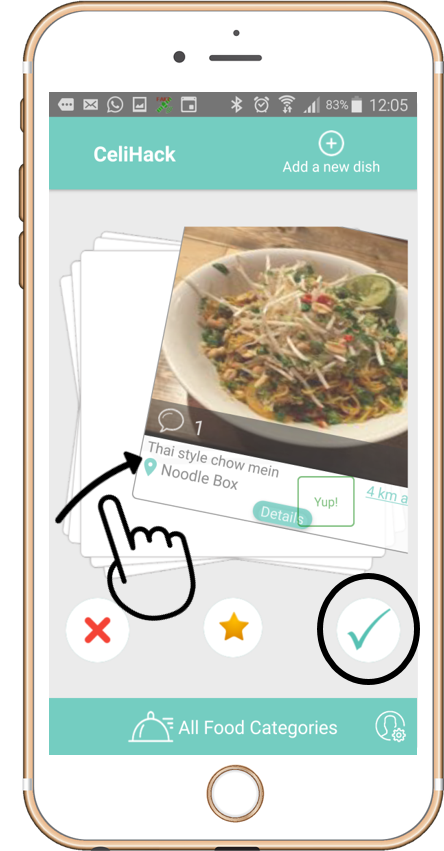 83% 12:05
CeliHack
Add a new dish
1
Thai style chow mein
Noodle Box
4 km a
Details
Yup!
All Food Categories